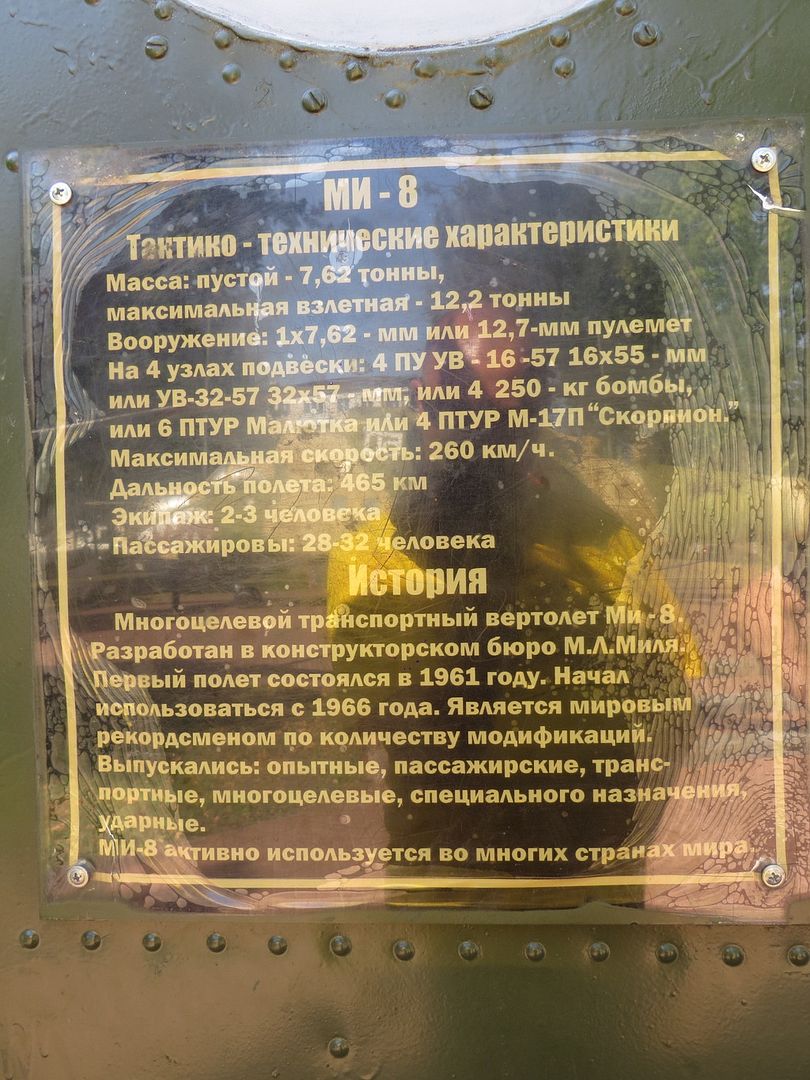 МИ - 8
Тактико - технические характеристики
Масса: пустой - 7,62 тонны,
максимальная взлетная - 12,2 тонны
Вооружение: 1х7,62 - мм или 12,7-мм пулемет
На 4 узлах подвески: 4 ПУ УВ - 16 -57 16х55 - мм
или УВ-32-57 32х57 - мм, или 4 250 - кг бомбы,
или 6 ПТУР Малютка или 4 ПТУР М-17П “Скорпион.”
Максимальная скорость: 260 км/ч.
Дальность полета: 465 км
Экипаж: 2-3 человека
Пассажировы: 28-32 человека
История
Многоцелевой транспортный вертолет Ми - 8.
Разработан в конструкторском бюро М.Л.Миля.
Первый полет состоялся в 1961 году. Начал
использоваться с 1966 года. Является мировым
рекордсменом по количеству модификаций.
Выпускались: опытные, пассажирские, транс-
портные, многоцелевые, специального назначения,
ударные.
МИ-8 активно используется во многих странах мира.